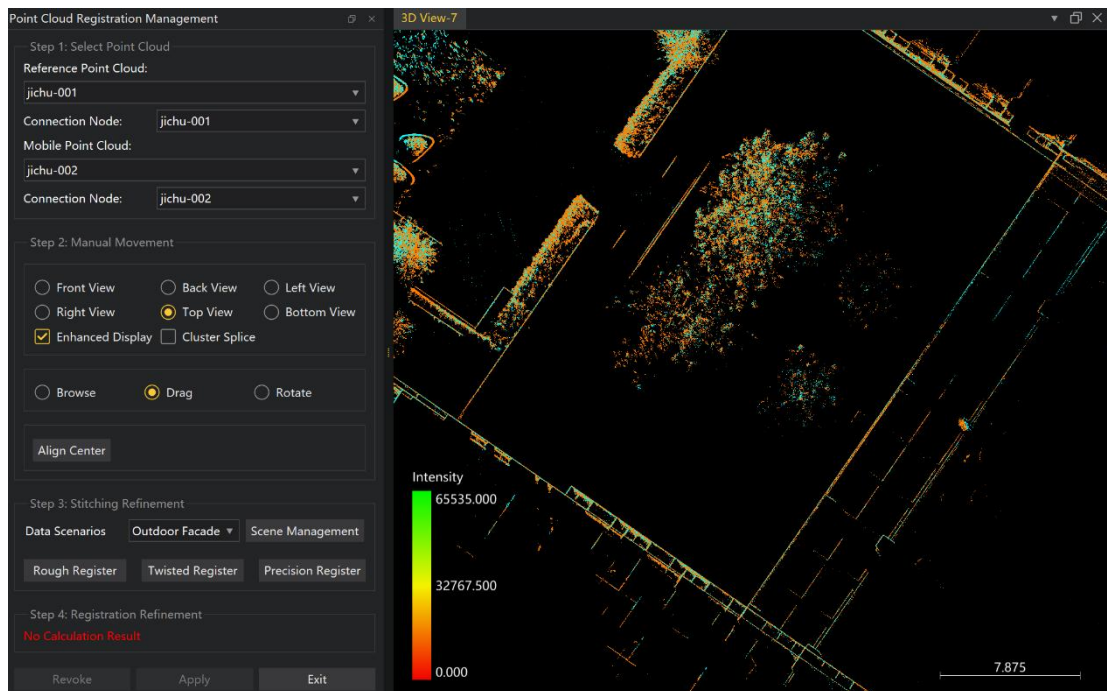 Point Cloud Registration Management
Step 1: Select Point Cloud
Reference Point Cloud:
jichu-001
Connection Node: jichu-001
Mobile Point Cloud:
jichu-002
Connection Node: jichu-002
Step 2: Manual Movement
Front View Back View Left View
Right View Top View Bottom View
Enhanced Display Cluster Splice
Browse Drag Rotate
Align Center
Step 3: Stitching Refinement
Data Scenarios Outdoor Facade Scene Management
Rough Register Twisted Register Precision Register
Step 4: Registration Refinement
No Calculation Result
Revoke Apply Exit
3D View-7
Intensity
65535.000
32767.500
0.000
7.875